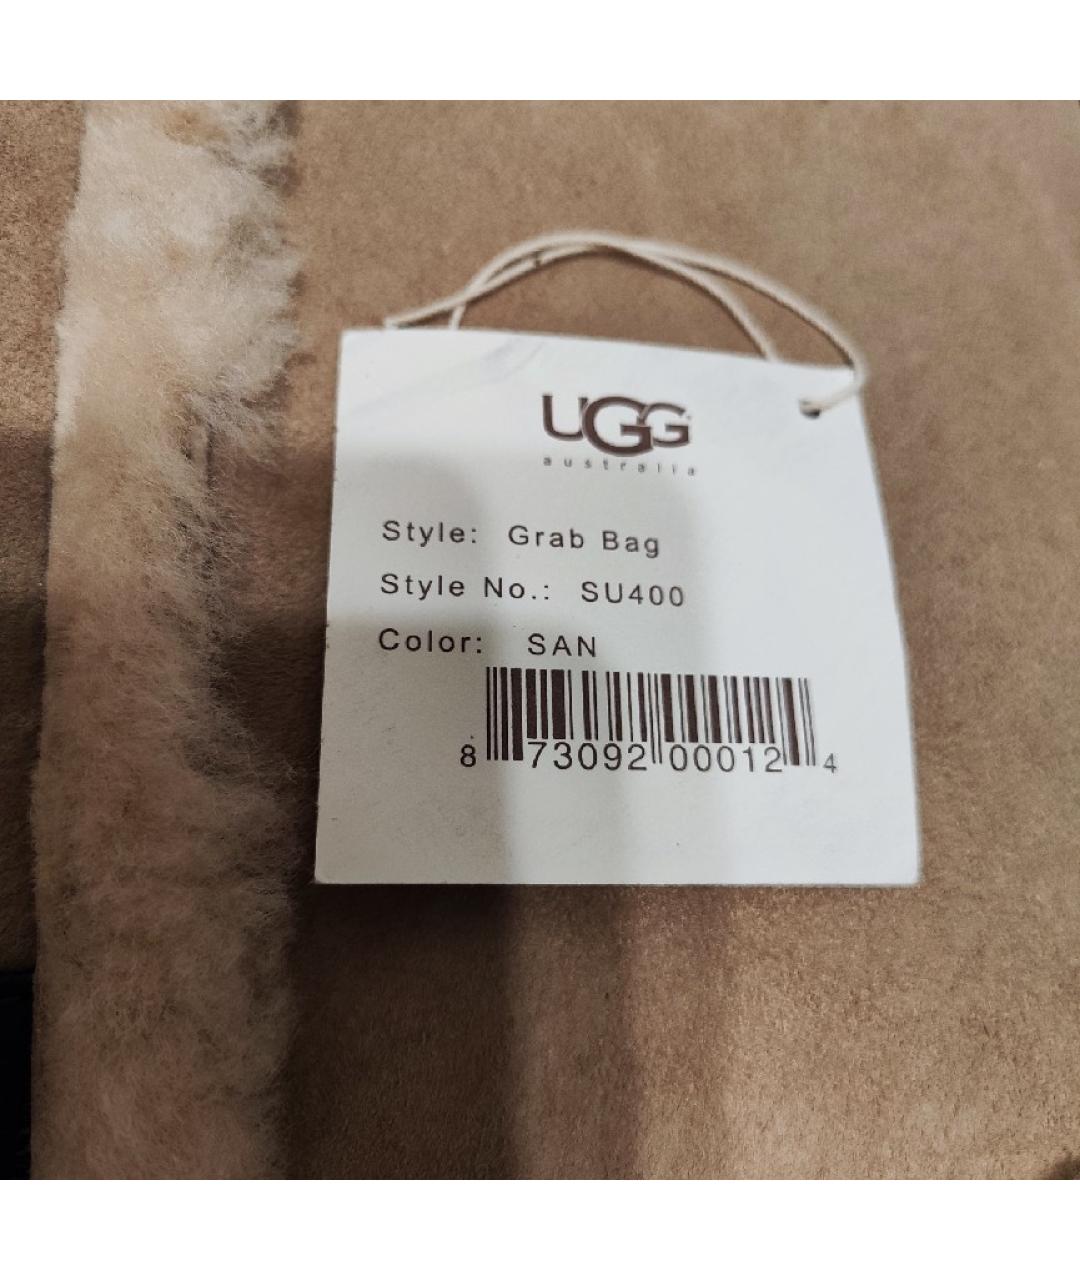 UGG
australia
Style: Grab Bag
Style No.: SU400
Color: SAN
8 73092 00012 4